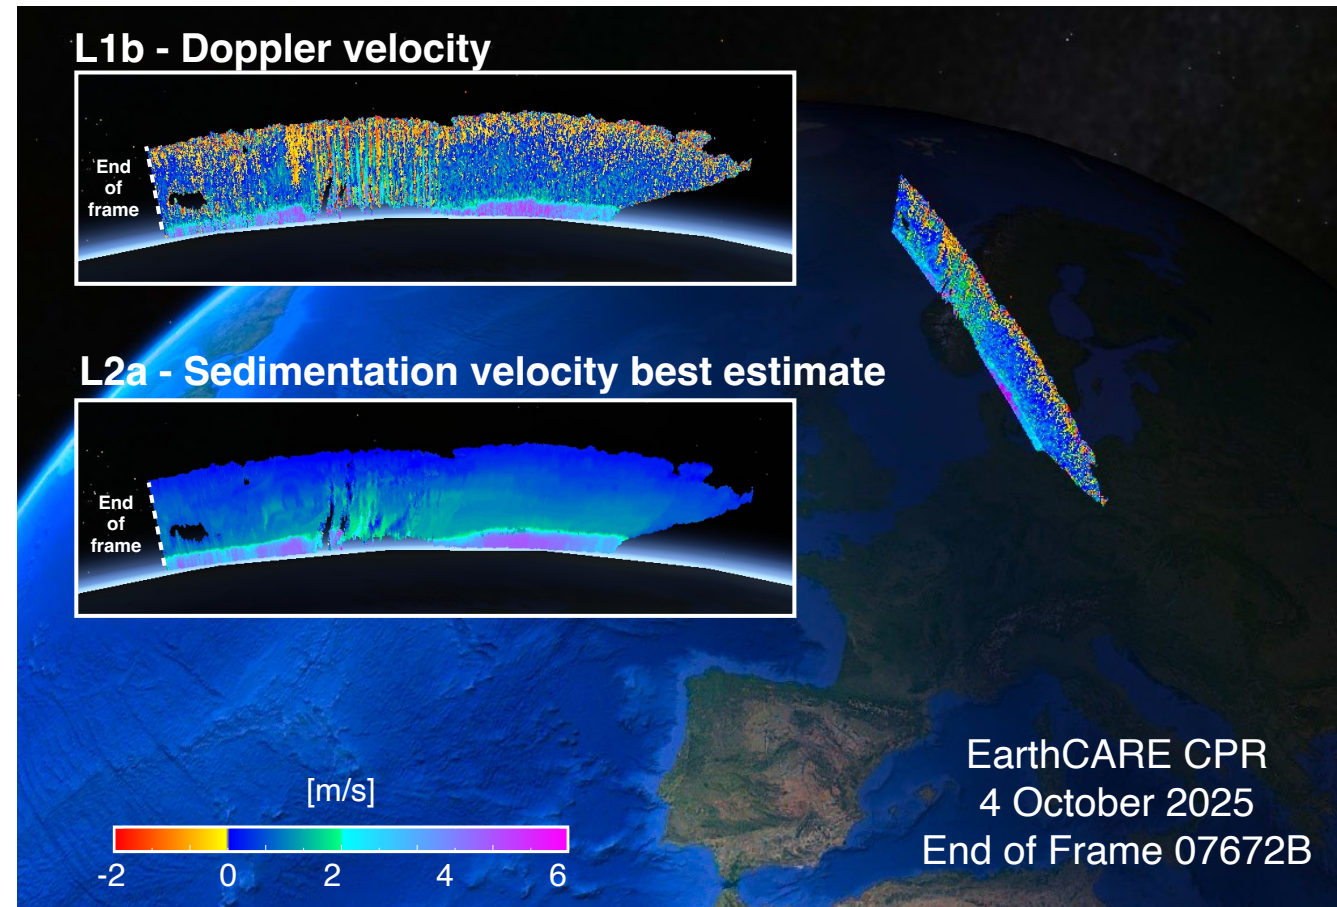 L1b - Doppler velocity
End
of
frame
L2a - Sedimentation velocity best estimate
End
of
frame
[m/s]
-2 0 2 4 6
EarthCARE CPR
4 October 2025
End of Frame 07672B